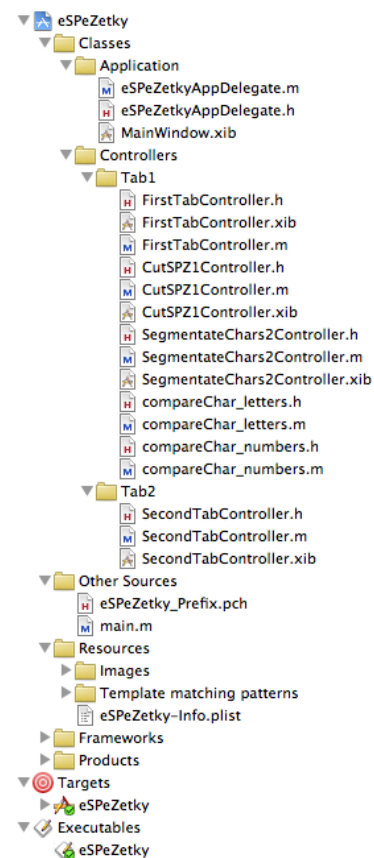 eSPeZetky
Classes
Application
eSPeZetkyAppDelegate.m
eSPeZetkyAppDelegate.h
MainWindow.xib
Controllers
Tab1
FirstTabController.h
FirstTabController.xib
FirstTabController.m
CutSPZ1Controller.h
CutSPZ1Controller.m
CutSPZ1Controller.xib
SegmentateChars2Controller.h
SegmentateChars2Controller.m
SegmentateChars2Controller.xib
compareChar_letters.h
compareChar_letters.m
compareChar_numbers.h
compareChar_numbers.m
Tab2
SecondTabController.h
SecondTabController.m
SecondTabController.xib
Other Sources
eSPeZetky_Prefix.pch
main.m
Resources
Images
Template matching patterns
eSPeZetky-Info.plist
Frameworks
Products
Targets
eSPeZetky
Executables
eSPeZetky